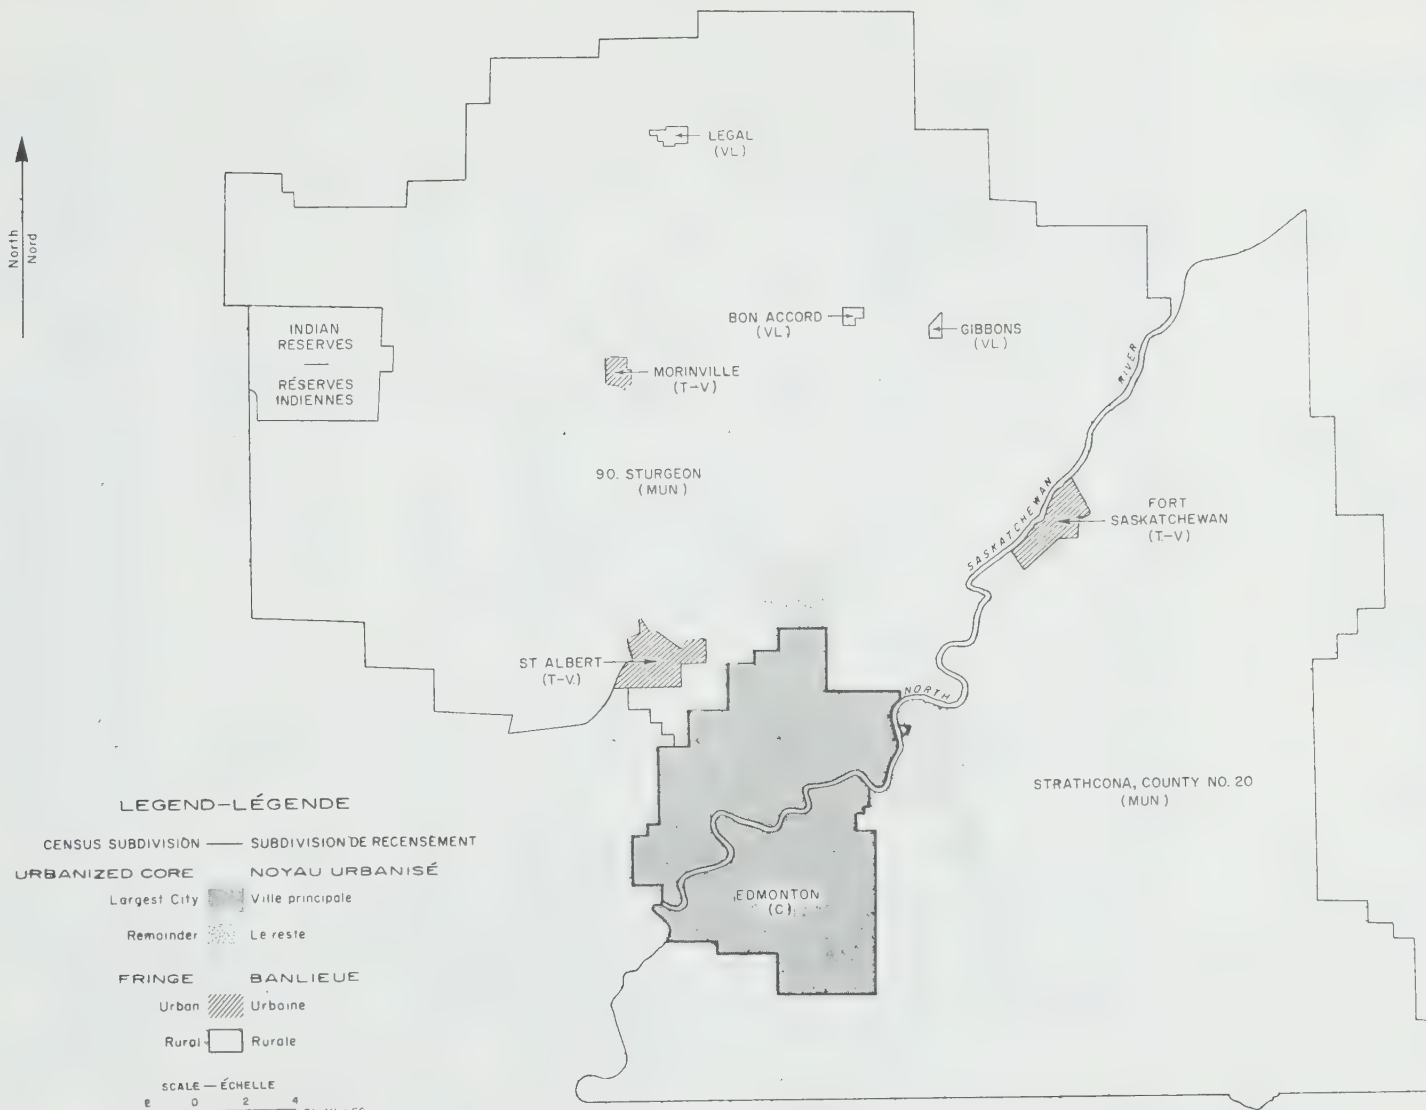 North
Nord
LEGAL
(VL)
INDIAN
RESERVES
RÉSERVES
INDIENNES
BON ACCORD
(VL)
GIBBONS
(VL)
MORINVILLE
(T-V)
90. STURGEON
(MUN)
NORTH SASKATCHEWAN RIVER
FORT
SASKATCHEWAN
(T-V)
ST ALBERT
(T-V)
STRATHCONA, COUNTY NO. 20
(MUN)
EDMONTON
(C)
LEGEND-LÉGENDE
CENSUS SUBDIVISION — SUBDIVISION DE RECENSEMENT
URBANIZED CORE NOYAU URBANISÉ
Largest City Ville principale
Remainder Le reste
FRINGE BANLIEUE
Urban Urbaine
Rural Rurale
SCALE — ÉCHELLE
2 0 2 4